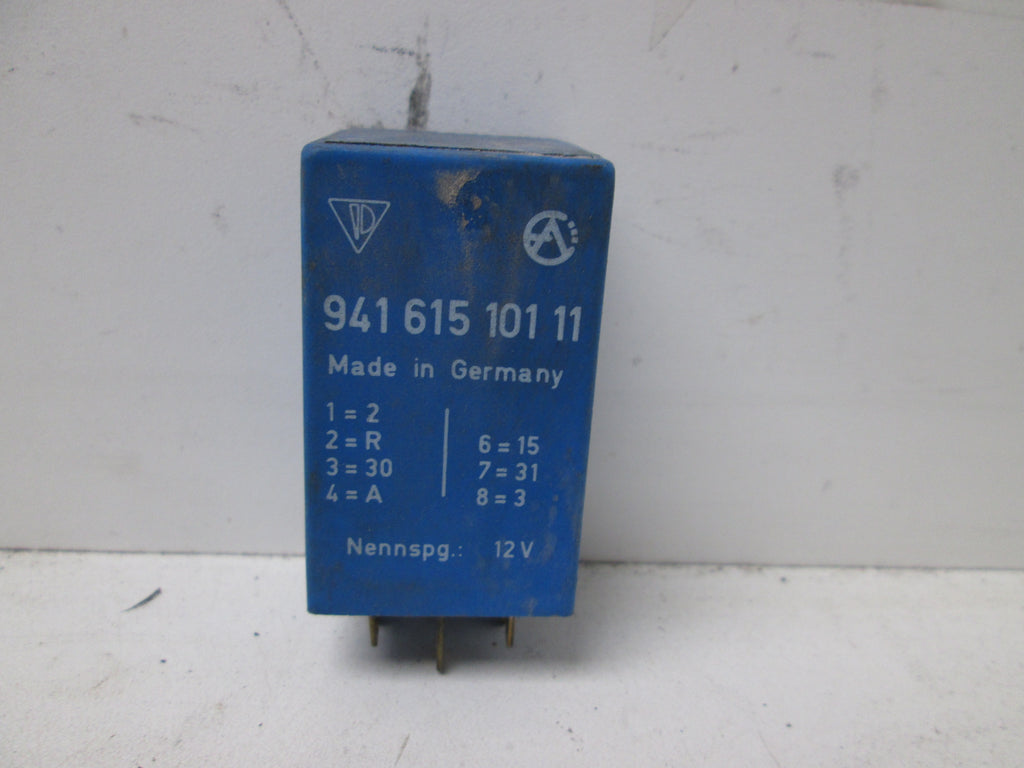 941 615 101 11
Made in Germany
1 = 2
2 = R
3 = 30
4 = A
6 = 15
7 = 31
8 = 3
Nennspg.: 12 V